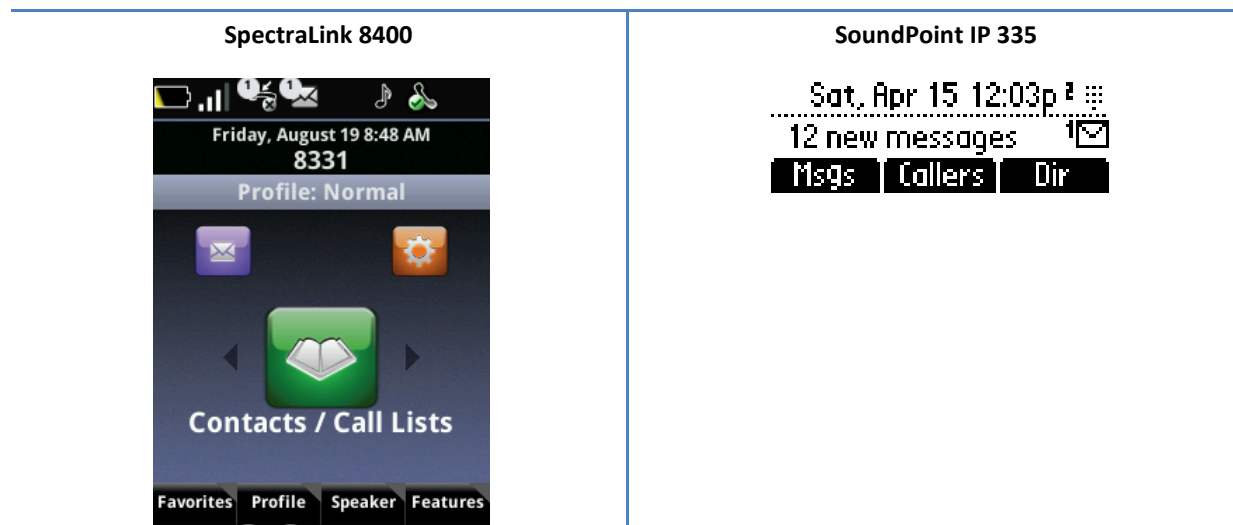 SpectraLink 8400
1 1
Friday, August 19 8:48 AM
8331
Profile: Normal
Contacts / Call Lists
Favorites Profile Speaker Features
SoundPoint IP 335
Sat, Apr 15 12:03p 2
12 new messages 1
Msgs Callers Dir